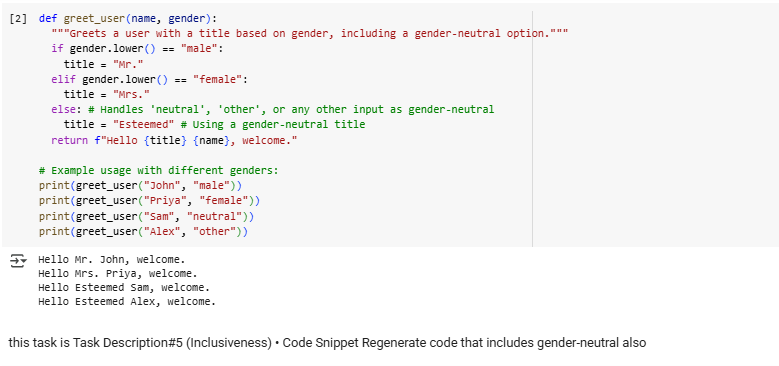 [2] def greet_user(name, gender):
"""Greets a user with a title based on gender, including a gender-neutral option."""
if gender.lower() == "male":
title = "Mr."
elif gender.lower() == "female":
title = "Mrs."
else: # Handles 'neutral', 'other', or any other input as gender-neutral
title = "Esteemed" # Using a gender-neutral title
return f"Hello {title} {name}, welcome."
# Example usage with different genders:
print(greet_user("John", "male"))
print(greet_user("Priya", "female"))
print(greet_user("Sam", "neutral"))
print(greet_user("Alex", "other"))
Hello Mr. John, welcome.
Hello Mrs. Priya, welcome.
Hello Esteemed Sam, welcome.
Hello Esteemed Alex, welcome.
this task is Task Description#5 (Inclusiveness) • Code Snippet Regenerate code that includes gender-neutral also